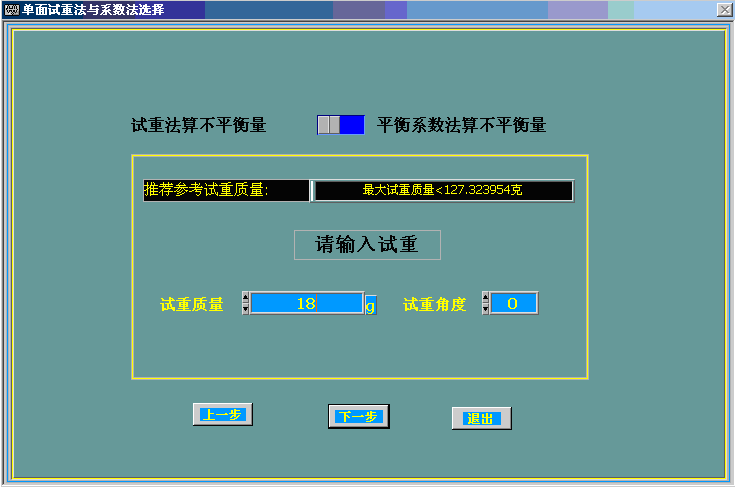 单面试重法与系数法选择
试重法算不平衡量 平衡系数法算不平衡量
推荐参考试重质量: 最大试重质量<127.323954克
请输入试重
试重质量 18 g 试重角度 0
上一步 下一步 退出